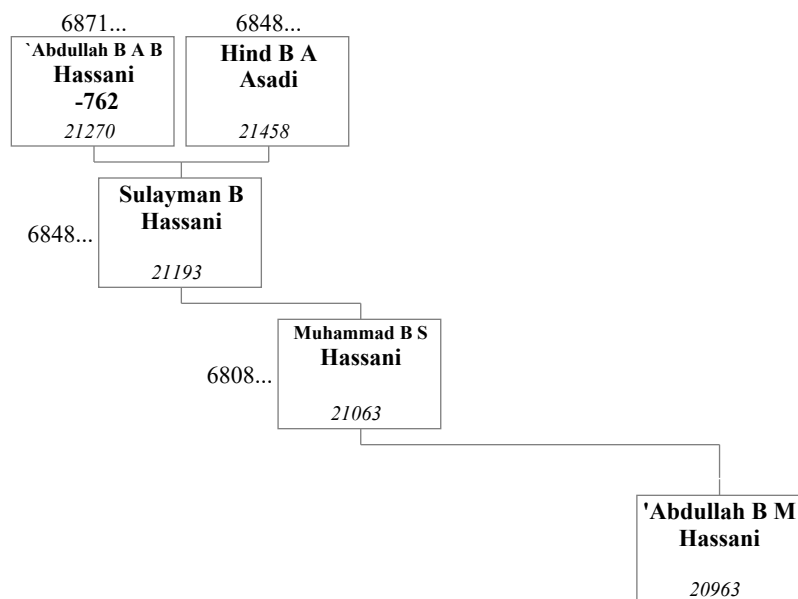 6871...
6848...
`Abdullah B A B
Hassani
-762
21270
Hind B A
Asadi
21458
Sulayman B
Hassani
6848...
21193
Muhammad B S
Hassani
6808...
21063
'Abdullah B M
Hassani
20963